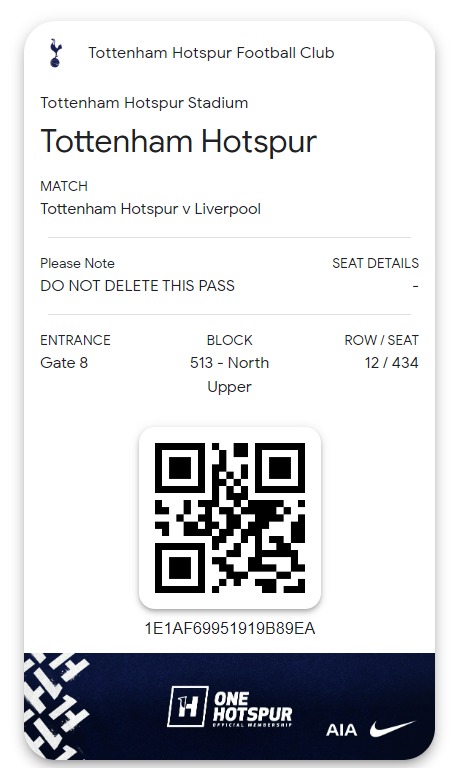 Tottenham Hotspur Football Club
Tottenham Hotspur Stadium
Tottenham Hotspur
MATCH
Tottenham Hotspur v Liverpool
Please Note SEAT DETAILS
DO NOT DELETE THIS PASS -
ENTRANCE BLOCK ROW / SEAT
Gate 8 513 - North 12 / 434
Upper
1E1AF69951919B89EA
ONE
HOTSPUR
OFFICIAL MEMBERSHIP
AIA